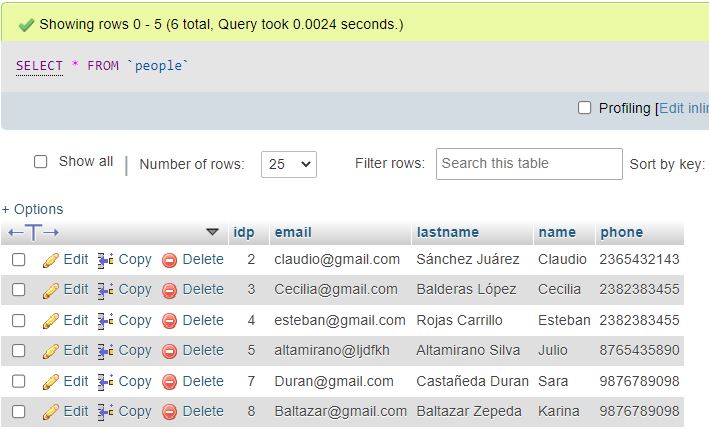 Showing rows 0 - 5 (6 total, Query took 0.0024 seconds.)
SELECT * FROM `people`
Profiling [Edit inli
Show all | Number of rows: 25 Filter rows: Search this table Sort by key:
+ Options
←T→ idp email lastname name phone
Edit Copy Delete 2 claudio@gmail.com Sánchez Juárez Claudio 2365432143
Edit Copy Delete 3 Cecilia@gmail.com Balderas López Cecilia 2382383455
Edit Copy Delete 4 esteban@gmail.com Rojas Carrillo Esteban 2382383455
Edit Copy Delete 5 altamirano@ljdfkh Altamirano Silva Julio 8765435890
Edit Copy Delete 7 Duran@gmail.com Castañeda Duran Sara 9876789098
Edit Copy Delete 8 Baltazar@gmail.com Baltazar Zepeda Karina 9876789098